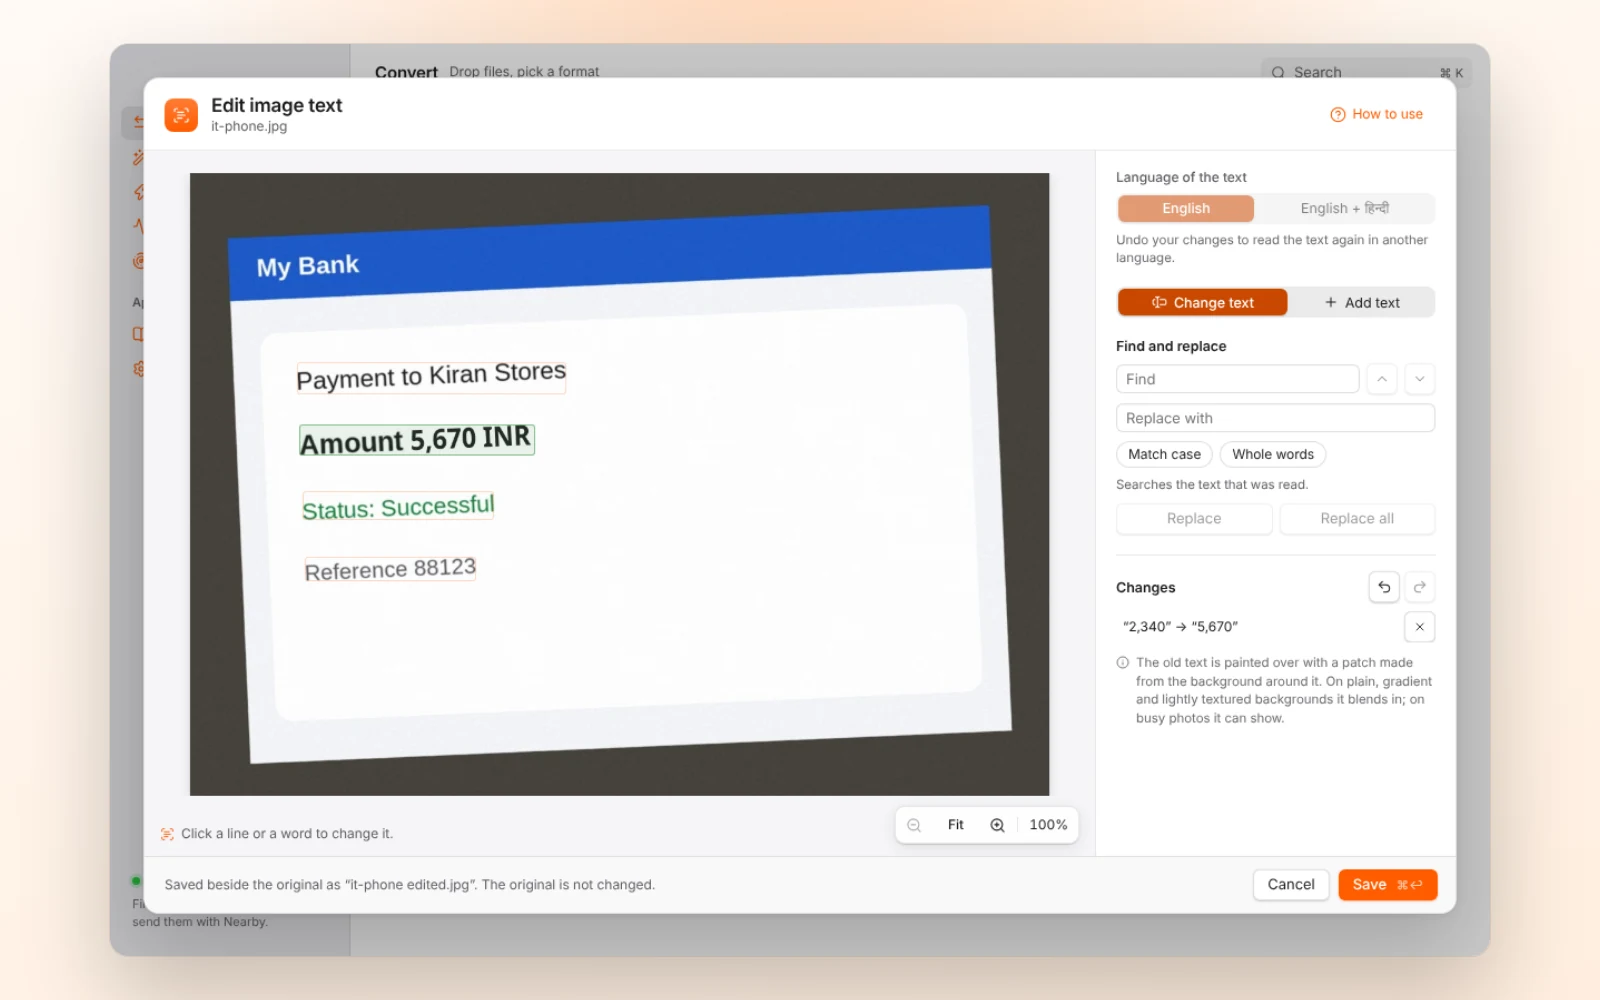 Convert Drop files, pick a format
Search ⌘ K
Edit image text
it-phone.jpg
How to use
My Bank
Payment to Kiran Stores
Amount 5,670 INR
Status: Successful
Reference 88123
Click a line or a word to change it.
Fit 100%
Language of the text
English English + हिन्दी
Undo your changes to read the text again in another
language.
Change text + Add text
Find and replace
Find
Replace with
Match case Whole words
Searches the text that was read.
Replace Replace all
Changes
“2,340” → “5,670”
The old text is painted over with a patch made
from the background around it. On plain, gradient
and lightly textured backgrounds it blends in; on
busy photos it can show.
Saved beside the original as “it-phone edited.jpg”. The original is not changed.
Cancel Save ⌘↩
send them with Nearby.